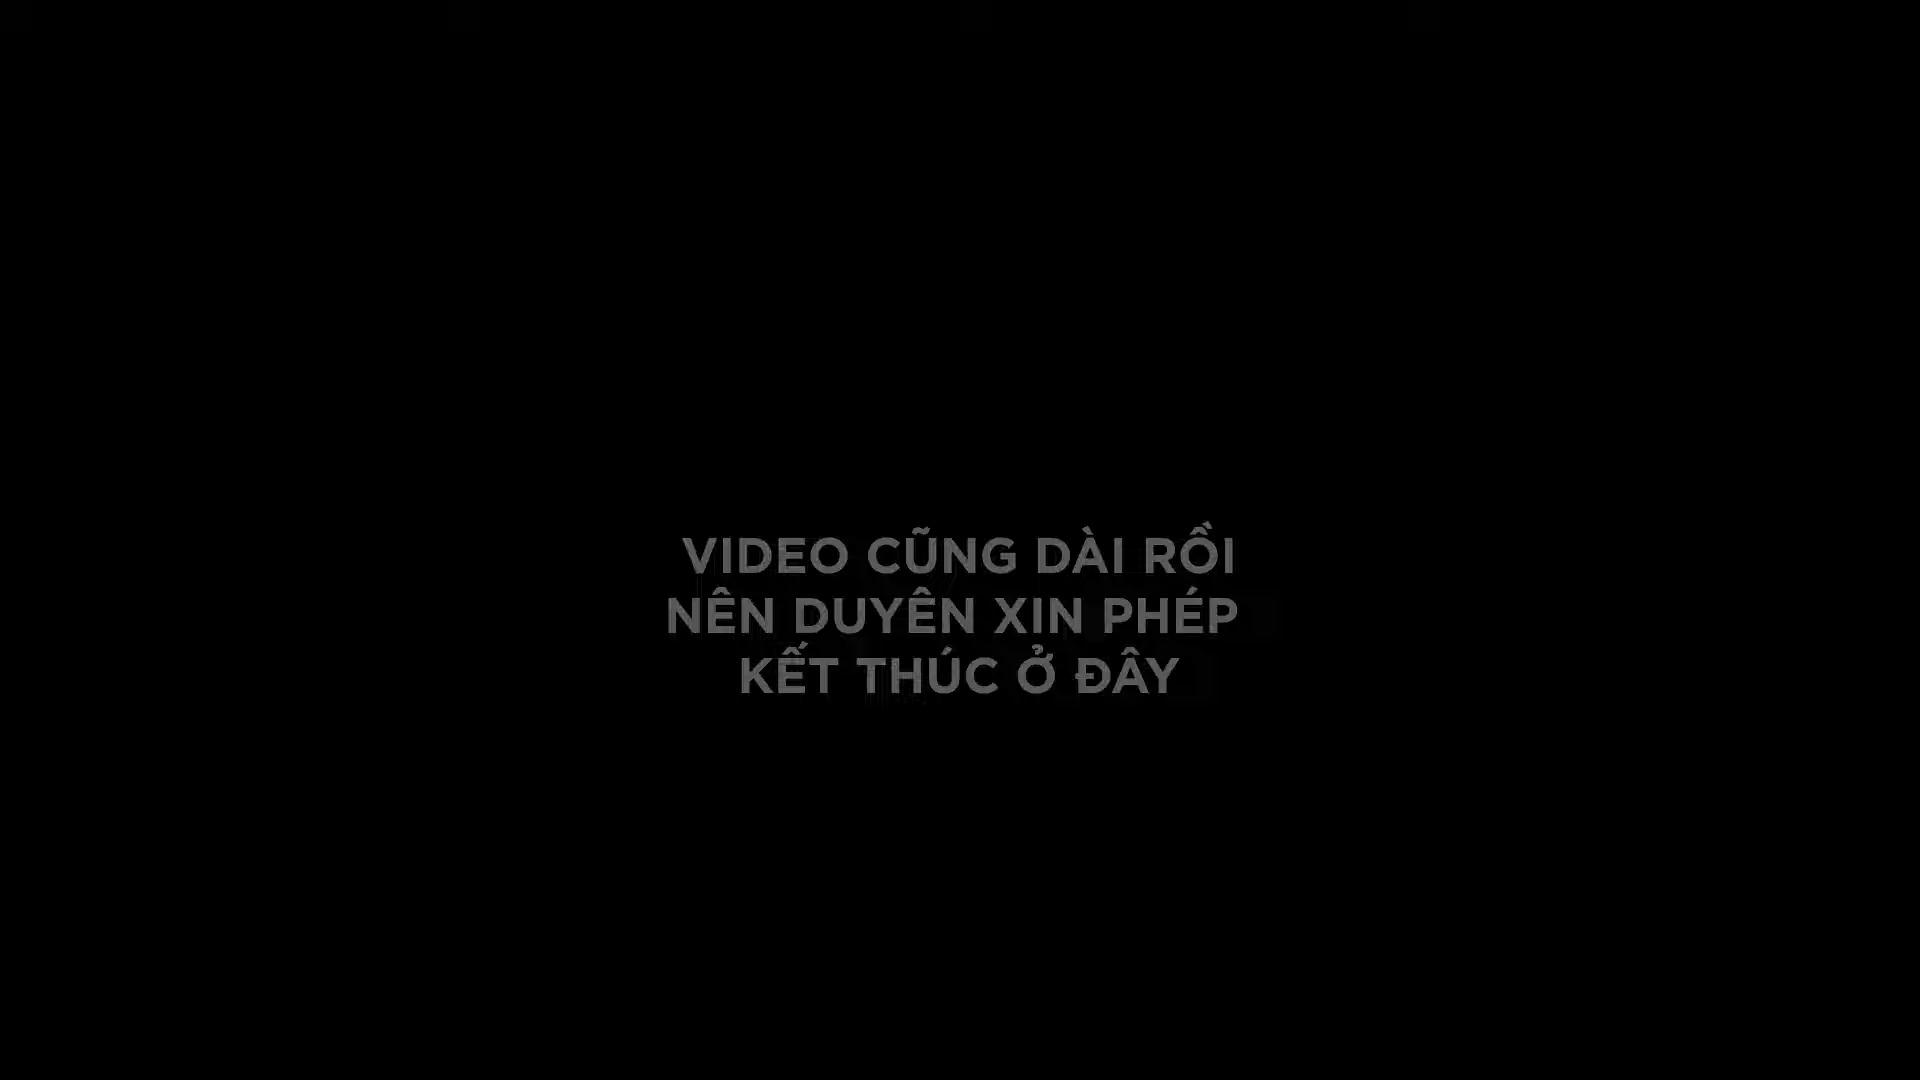 VIDEO CŨNG DÀI RỒI
NÊN DUYÊN XIN PHÉP
KẾT THÚC Ở ĐÂY